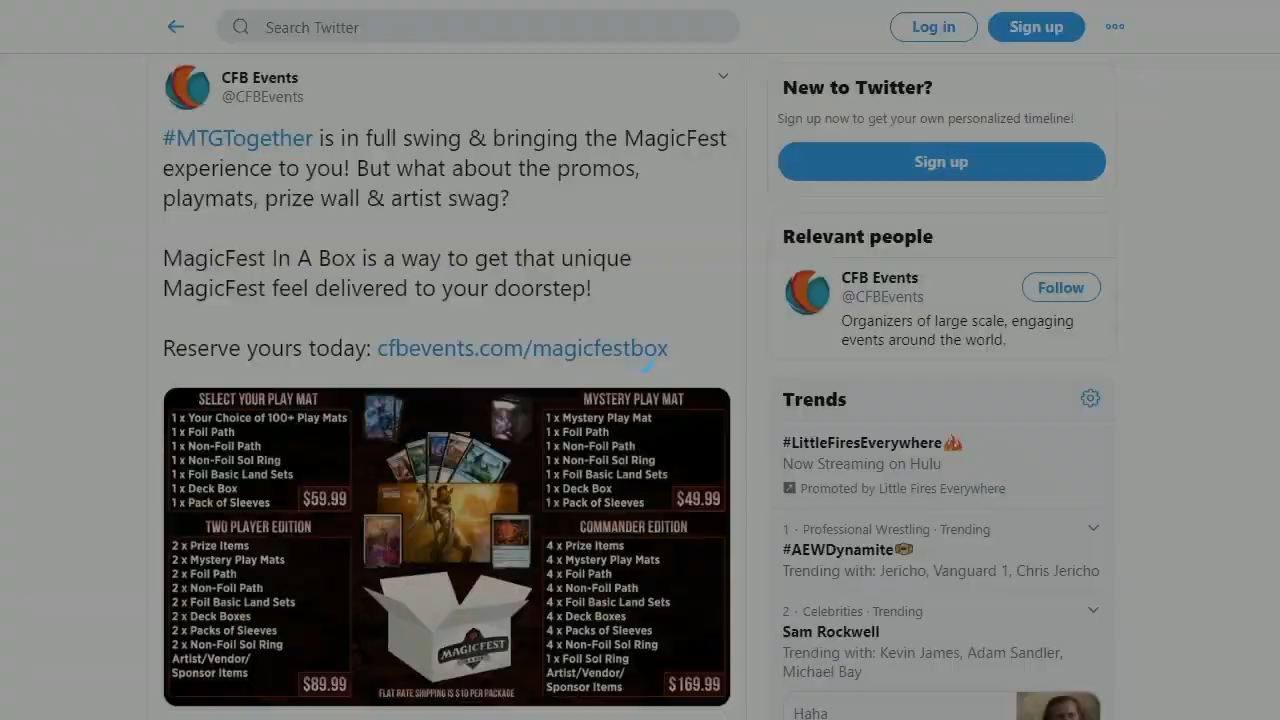 Search Twitter
Log in
Sign up
CFB Events
@CFBEvents
#MTGTogether is in full swing & bringing the MagicFest
experience to you! But what about the promos,
playmats, prize wall & artist swag?
MagicFest In A Box is a way to get that unique
MagicFest feel delivered to your doorstep!
Reserve yours today: cfbevents.com/magicfestbox
SELECT YOUR PLAY MAT
1 x Your Choice of 100+ Play Mats
1 x Foil Path
1 x Non-Foil Path
1 x Non-Foil Sol Ring
1 x Foil Basic Land Sets
1 x Deck Box
1 x Pack of Sleeves
$59.99
MYSTERY PLAY MAT
1 x Mystery Play Mat
1 x Foil Path
1 x Non-Foil Path
1 x Non-Foil Sol Ring
1 x Foil Basic Land Sets
1 x Deck Box
1 x Pack of Sleeves
$49.99
TWO PLAYER EDITION
2 x Prize Items
2 x Mystery Play Mats
2 x Foil Path
2 x Non-Foil Path
2 x Foil Basic Land Sets
2 x Deck Boxes
2 x Packs of Sleeves
2 x Non-Foil Sol Ring
Artist/Vendor/
Sponsor Items
$89.99
COMMANDER EDITION
4 x Prize Items
4 x Mystery Play Mats
4 x Foil Path
4 x Non-Foil Path
4 x Foil Basic Land Sets
4 x Deck Boxes
4 x Packs of Sleeves
4 x Non-Foil Sol Ring
1 x Foil Sol Ring
Artist/Vendor/
Sponsor Items
$169.99
MAGICFEST
FLAT RATE SHIPPING IS $10 PER PACKAGE
New to Twitter?
Sign up now to get your own personalized timeline!
Sign up
Relevant people
CFB Events
@CFBEvents
Follow
Organizers of large scale, engaging
events around the world.
Trends
#LittleFiresEverywhere
Now Streaming on Hulu
Promoted by Little Fires Everywhere
1 · Professional Wrestling · Trending
#AEWDynamite
Trending with: Jericho, Vanguard 1, Chris Jericho
2 · Celebrities · Trending
Sam Rockwell
Trending with: Kevin James, Adam Sandler,
Michael Bay
Haha